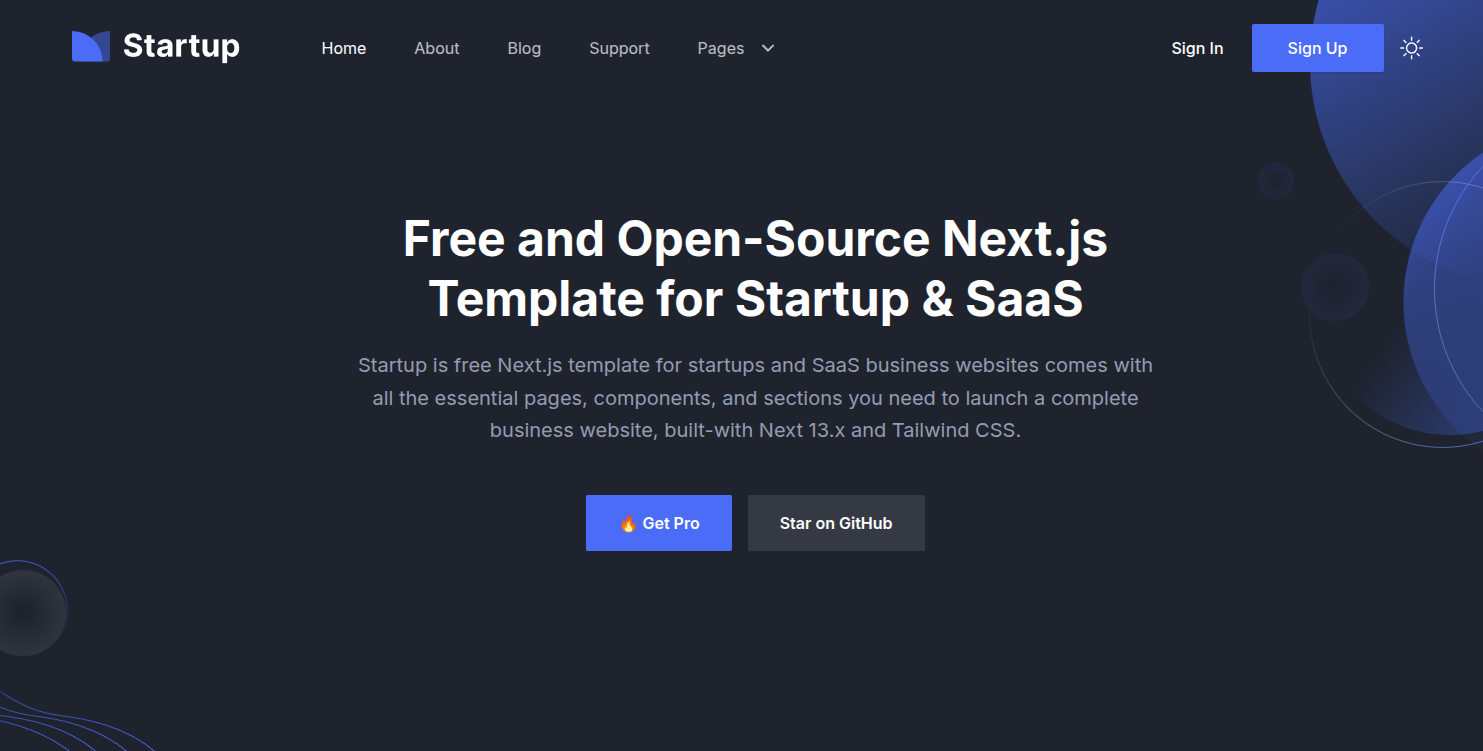 Startup
Home About Blog Support Pages
Sign In Sign Up
Free and Open-Source Next.js
Template for Startup & SaaS
Startup is free Next.js template for startups and SaaS business websites comes with
all the essential pages, components, and sections you need to launch a complete
business website, built-with Next 13.x and Tailwind CSS.
🔥 Get Pro Star on GitHub